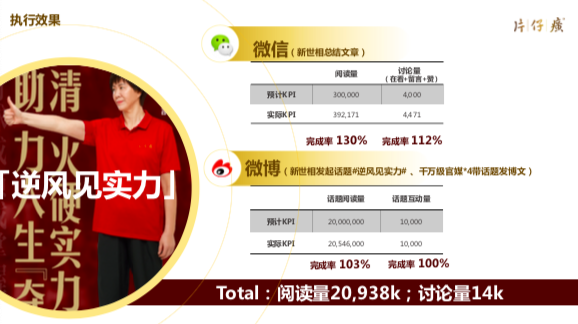 执行效果
片仔癀
微信（新世相总结文章）
阅读量 讨论量
（在看+留言+赞）
预计KPI 300,000 4,000
实际KPI 392,171 4,471
完成率 130% 完成率 112%
微博（新世相发起话题#逆风见实力#、千万级官媒*4带话题发博文）
话题阅读量 话题互动量
预计KPI 20,000,000 10,000
实际KPI 20,546,000 10,000
完成率 103% 完成率 100%
「逆风见实力」
清火硬实力
助力人生『夺
Total：阅读量20,938k；讨论量14k